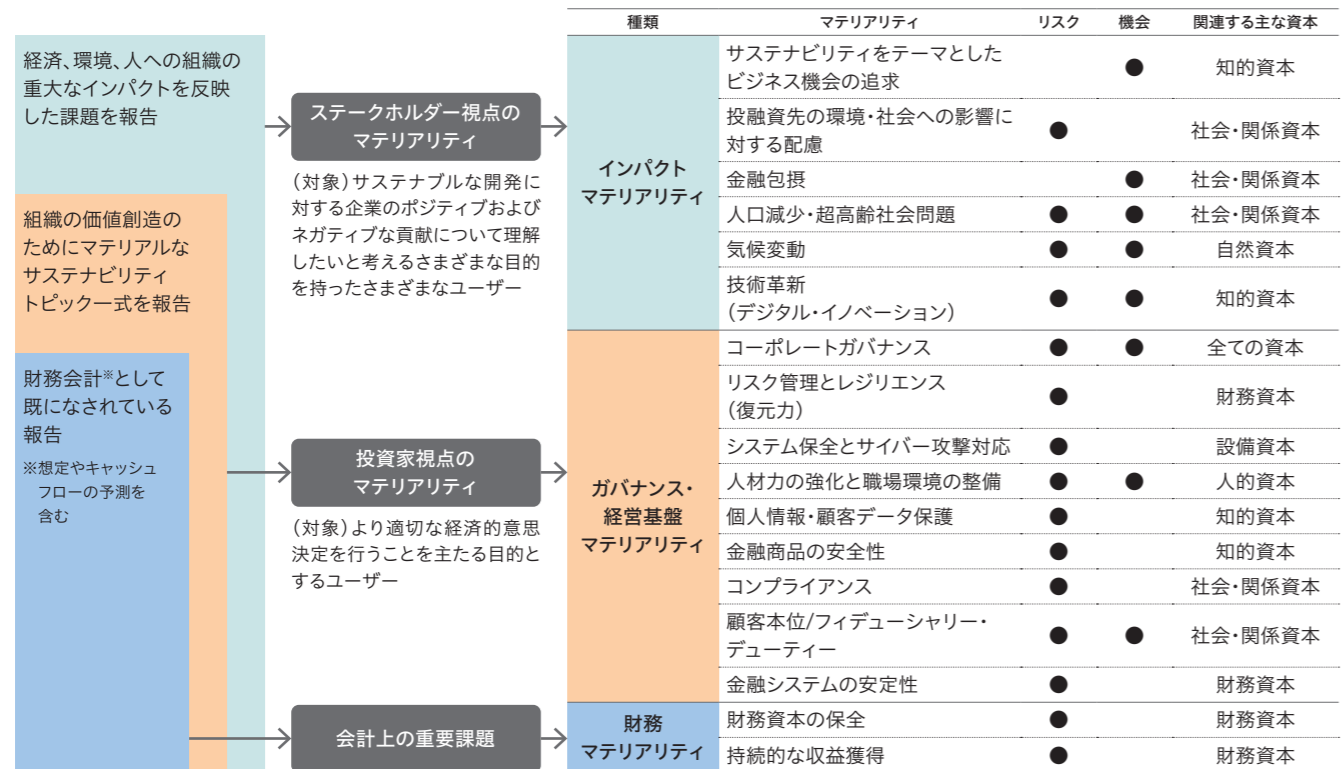 経済、環境、人への組織の
重大なインパクトを反映
した課題を報告
組織の価値創造の
ためにマテリアルな
サステナビリティ
トピック一式を報告
財務会計※として
既になされている
報告
※想定やキャッシュ
フローの予測を
含む
ステークホルダー視点の
マテリアリティ
(対象)サステナブルな開発に
対する企業のポジティブおよび
ネガティブな貢献について理解
したいと考えるさまざまな目的
を持ったさまざまなユーザー
投資家視点の
マテリアリティ
(対象)より適切な経済的意思
決定を行うことを主たる目的と
するユーザー
会計上の重要課題
種類 マテリアリティ リスク 機会 関連する主な資本
インパクト
マテリアリティ
サステナビリティをテーマとした
ビジネス機会の追求
● 知的資本
投融資先の環境・社会への影響に
対する配慮
● 社会・関係資本
金融包摂 ● 社会・関係資本
人口減少・超高齢社会問題 ● ● 社会・関係資本
気候変動 ● ● 自然資本
技術革新
(デジタル・イノベーション)
● ● 知的資本
ガバナンス・
経営基盤
マテリアリティ
コーポレートガバナンス ● ● 全ての資本
リスク管理とレジリエンス
(復元力)
● 財務資本
システム保全とサイバー攻撃対応 ● 設備資本
人材力の強化と職場環境の整備 ● ● 人的資本
個人情報・顧客データ保護 ● 知的資本
金融商品の安全性 ● 知的資本
コンプライアンス ● 社会・関係資本
顧客本位/フィデューシャリー・
デューティー
● ● 社会・関係資本
金融システムの安定性 ● 財務資本
財務
マテリアリティ
財務資本の保全 ● 財務資本
持続的な収益獲得 ● 財務資本